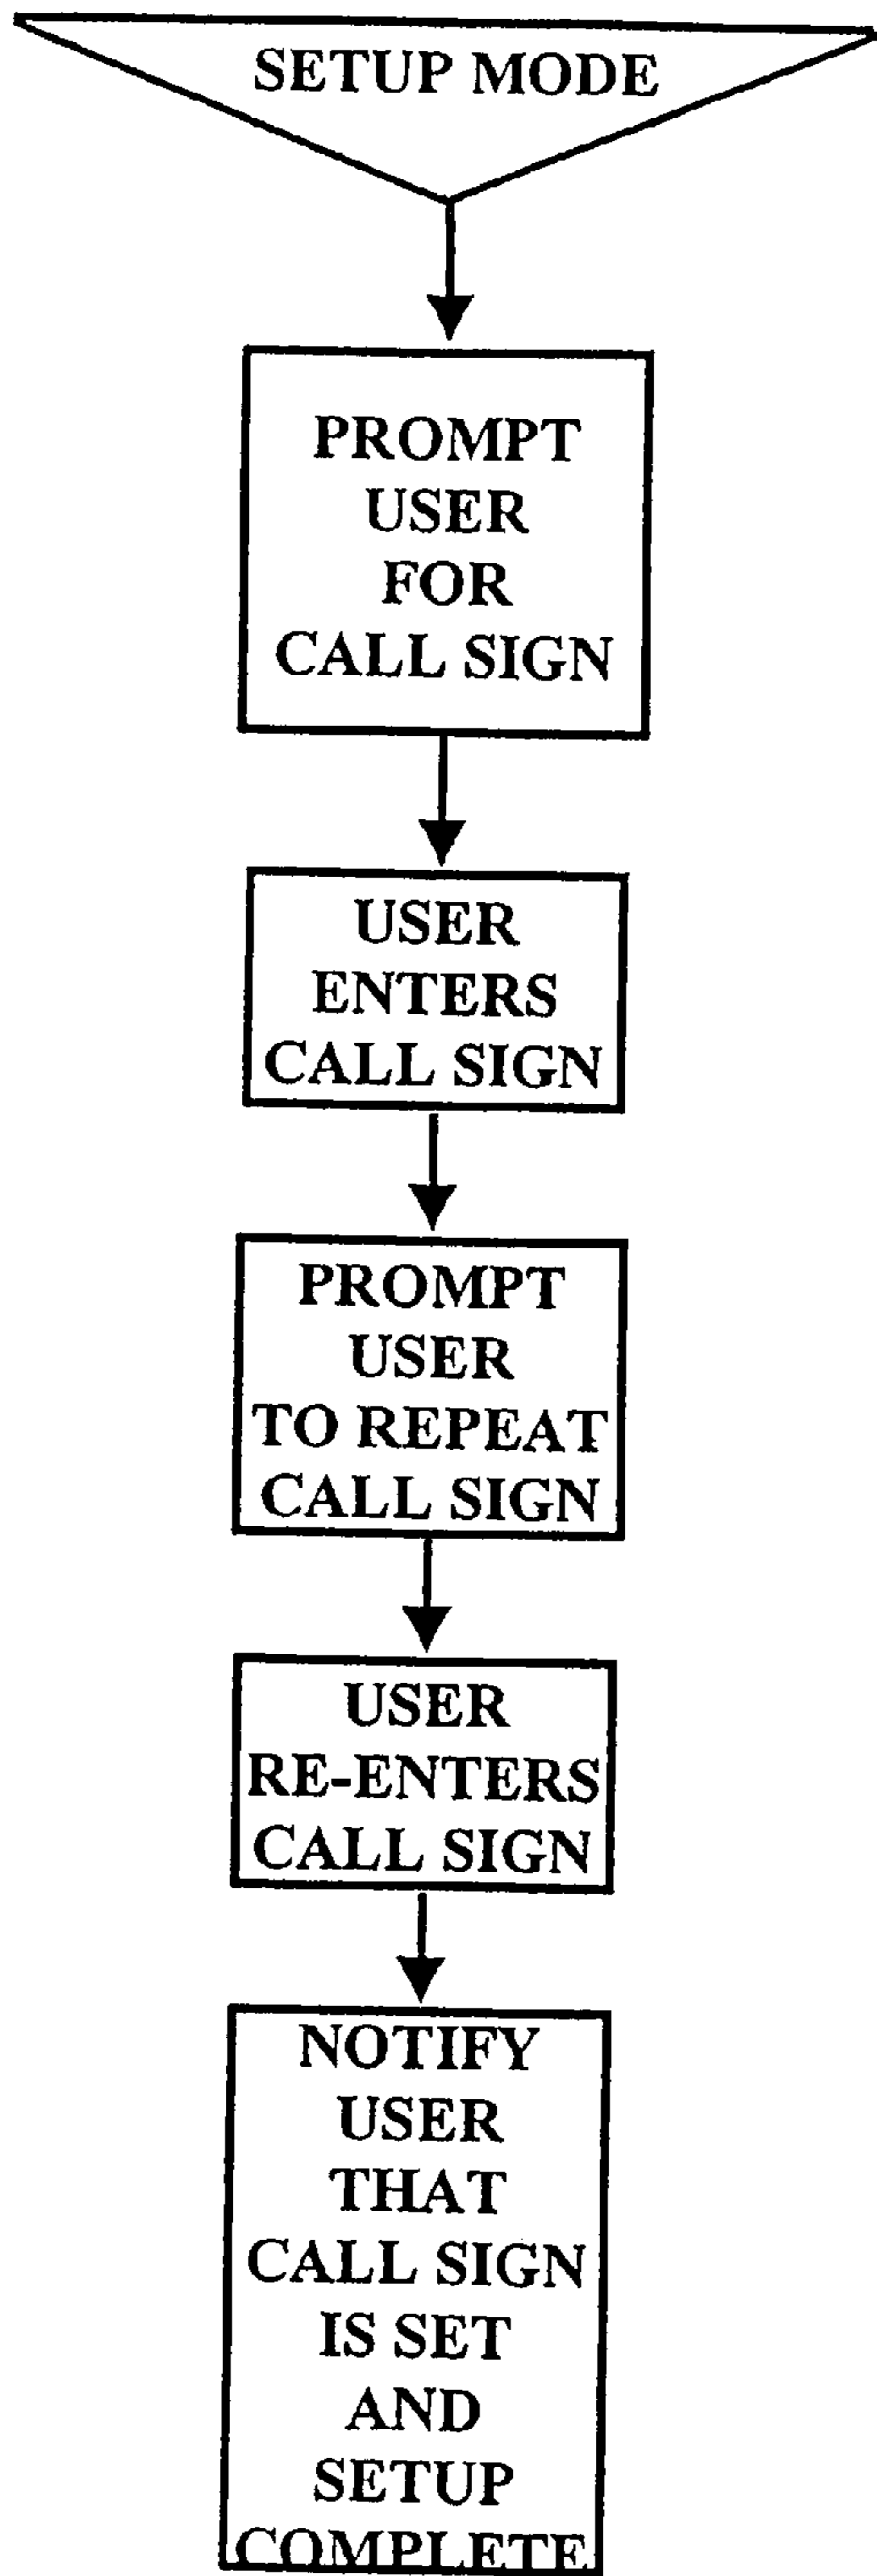 SETUP MODE
PROMPT
USER
FOR
CALL SIGN
USER
ENTERS
CALL SIGN
PROMPT
USER
TO REPEAT
CALL SIGN
USER
RE-ENTERS
CALL SIGN
NOTIFY
USER
THAT
CALL SIGN
IS SET
AND
SETUP
COMPLETE